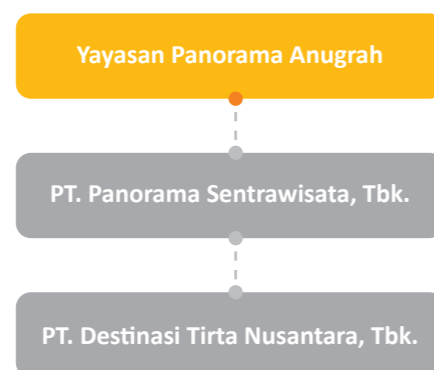 Yayasan Panorama Anugrah
PT. Panorama Sentrawisata, Tbk.
PT. Destinasi Tirta Nusantara, Tbk.